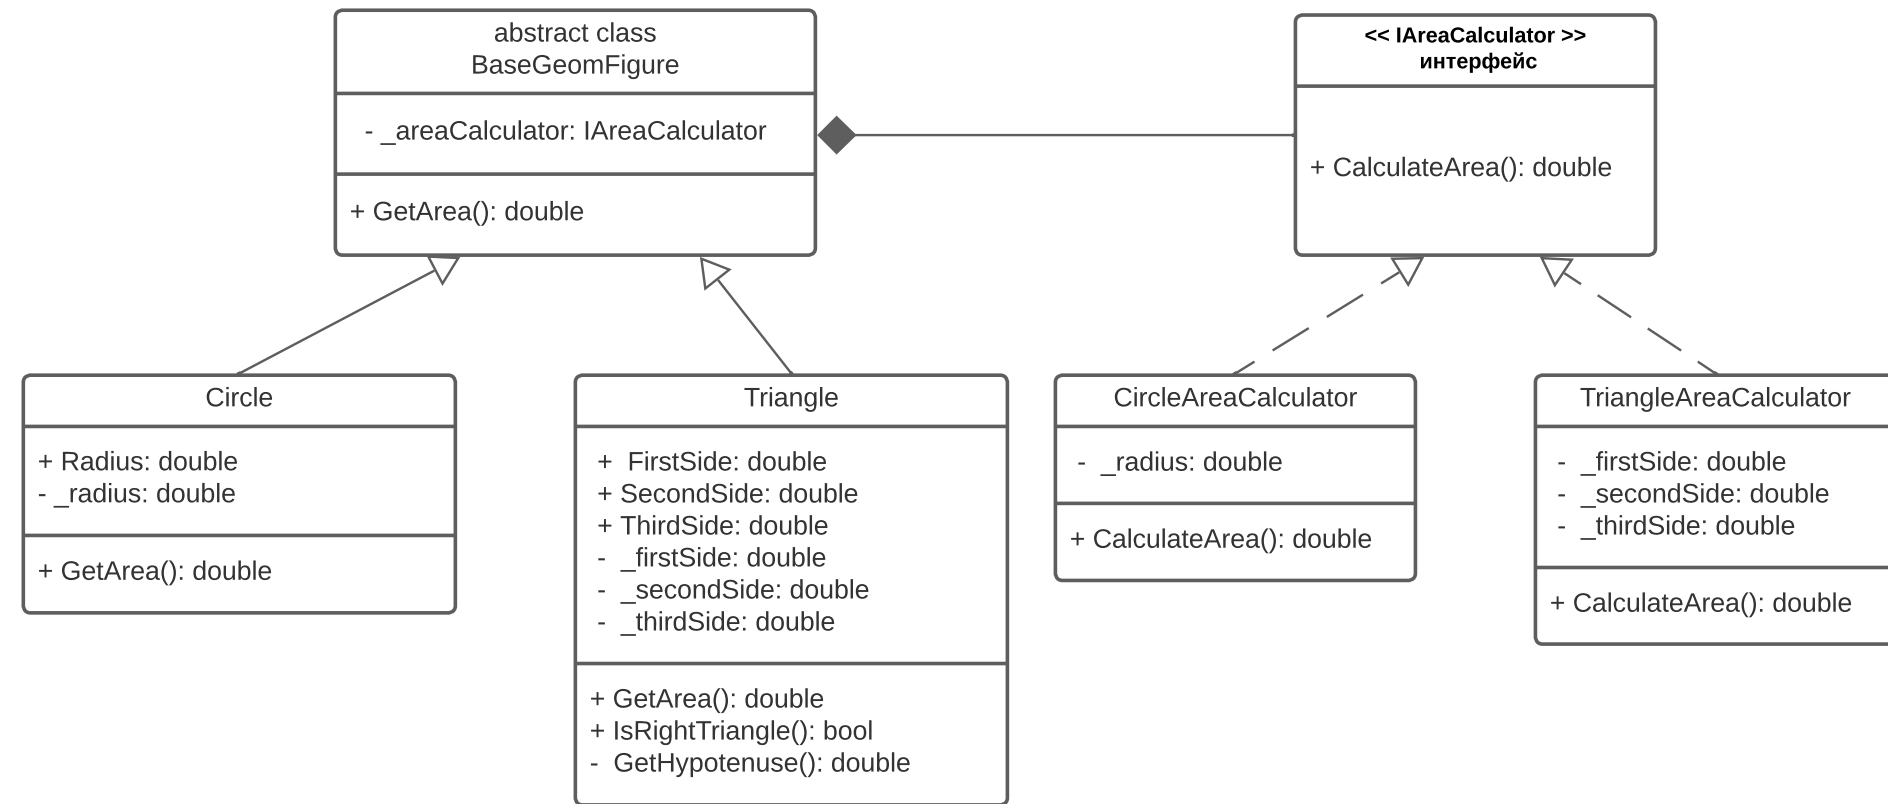 abstract class
BaseGeomFigure
- _areaCalculator: IAreaCalculator
+ GetArea(): double
<< IAreaCalculator >>
интерфейс
+ CalculateArea(): double
Circle
+ Radius: double
- _radius: double
+ GetArea(): double
Triangle
+ FirstSide: double
+ SecondSide: double
+ ThirdSide: double
- _firstSide: double
- _secondSide: double
- _thirdSide: double
+ GetArea(): double
+ IsRightTriangle(): bool
- GetHypotenuse(): double
CircleAreaCalculator
- _radius: double
+ CalculateArea(): double
TriangleAreaCalculator
- _firstSide: double
- _secondSide: double
- _thirdSide: double
+ CalculateArea(): double